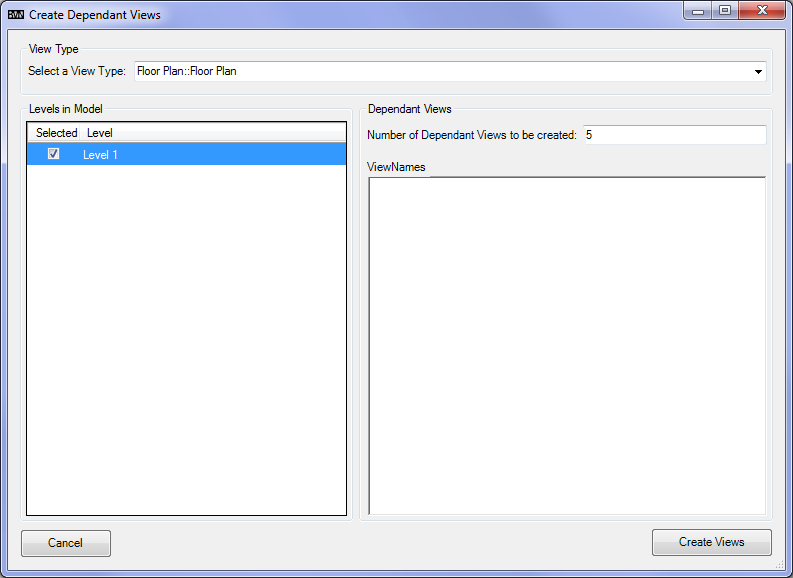 Create Dependant Views
View Type
Select a View Type: Floor Plan::Floor Plan
Levels in Model
Selected Level
Level 1
Dependant Views
Number of Dependant Views to be created: 5
ViewNames
Cancel
Create Views